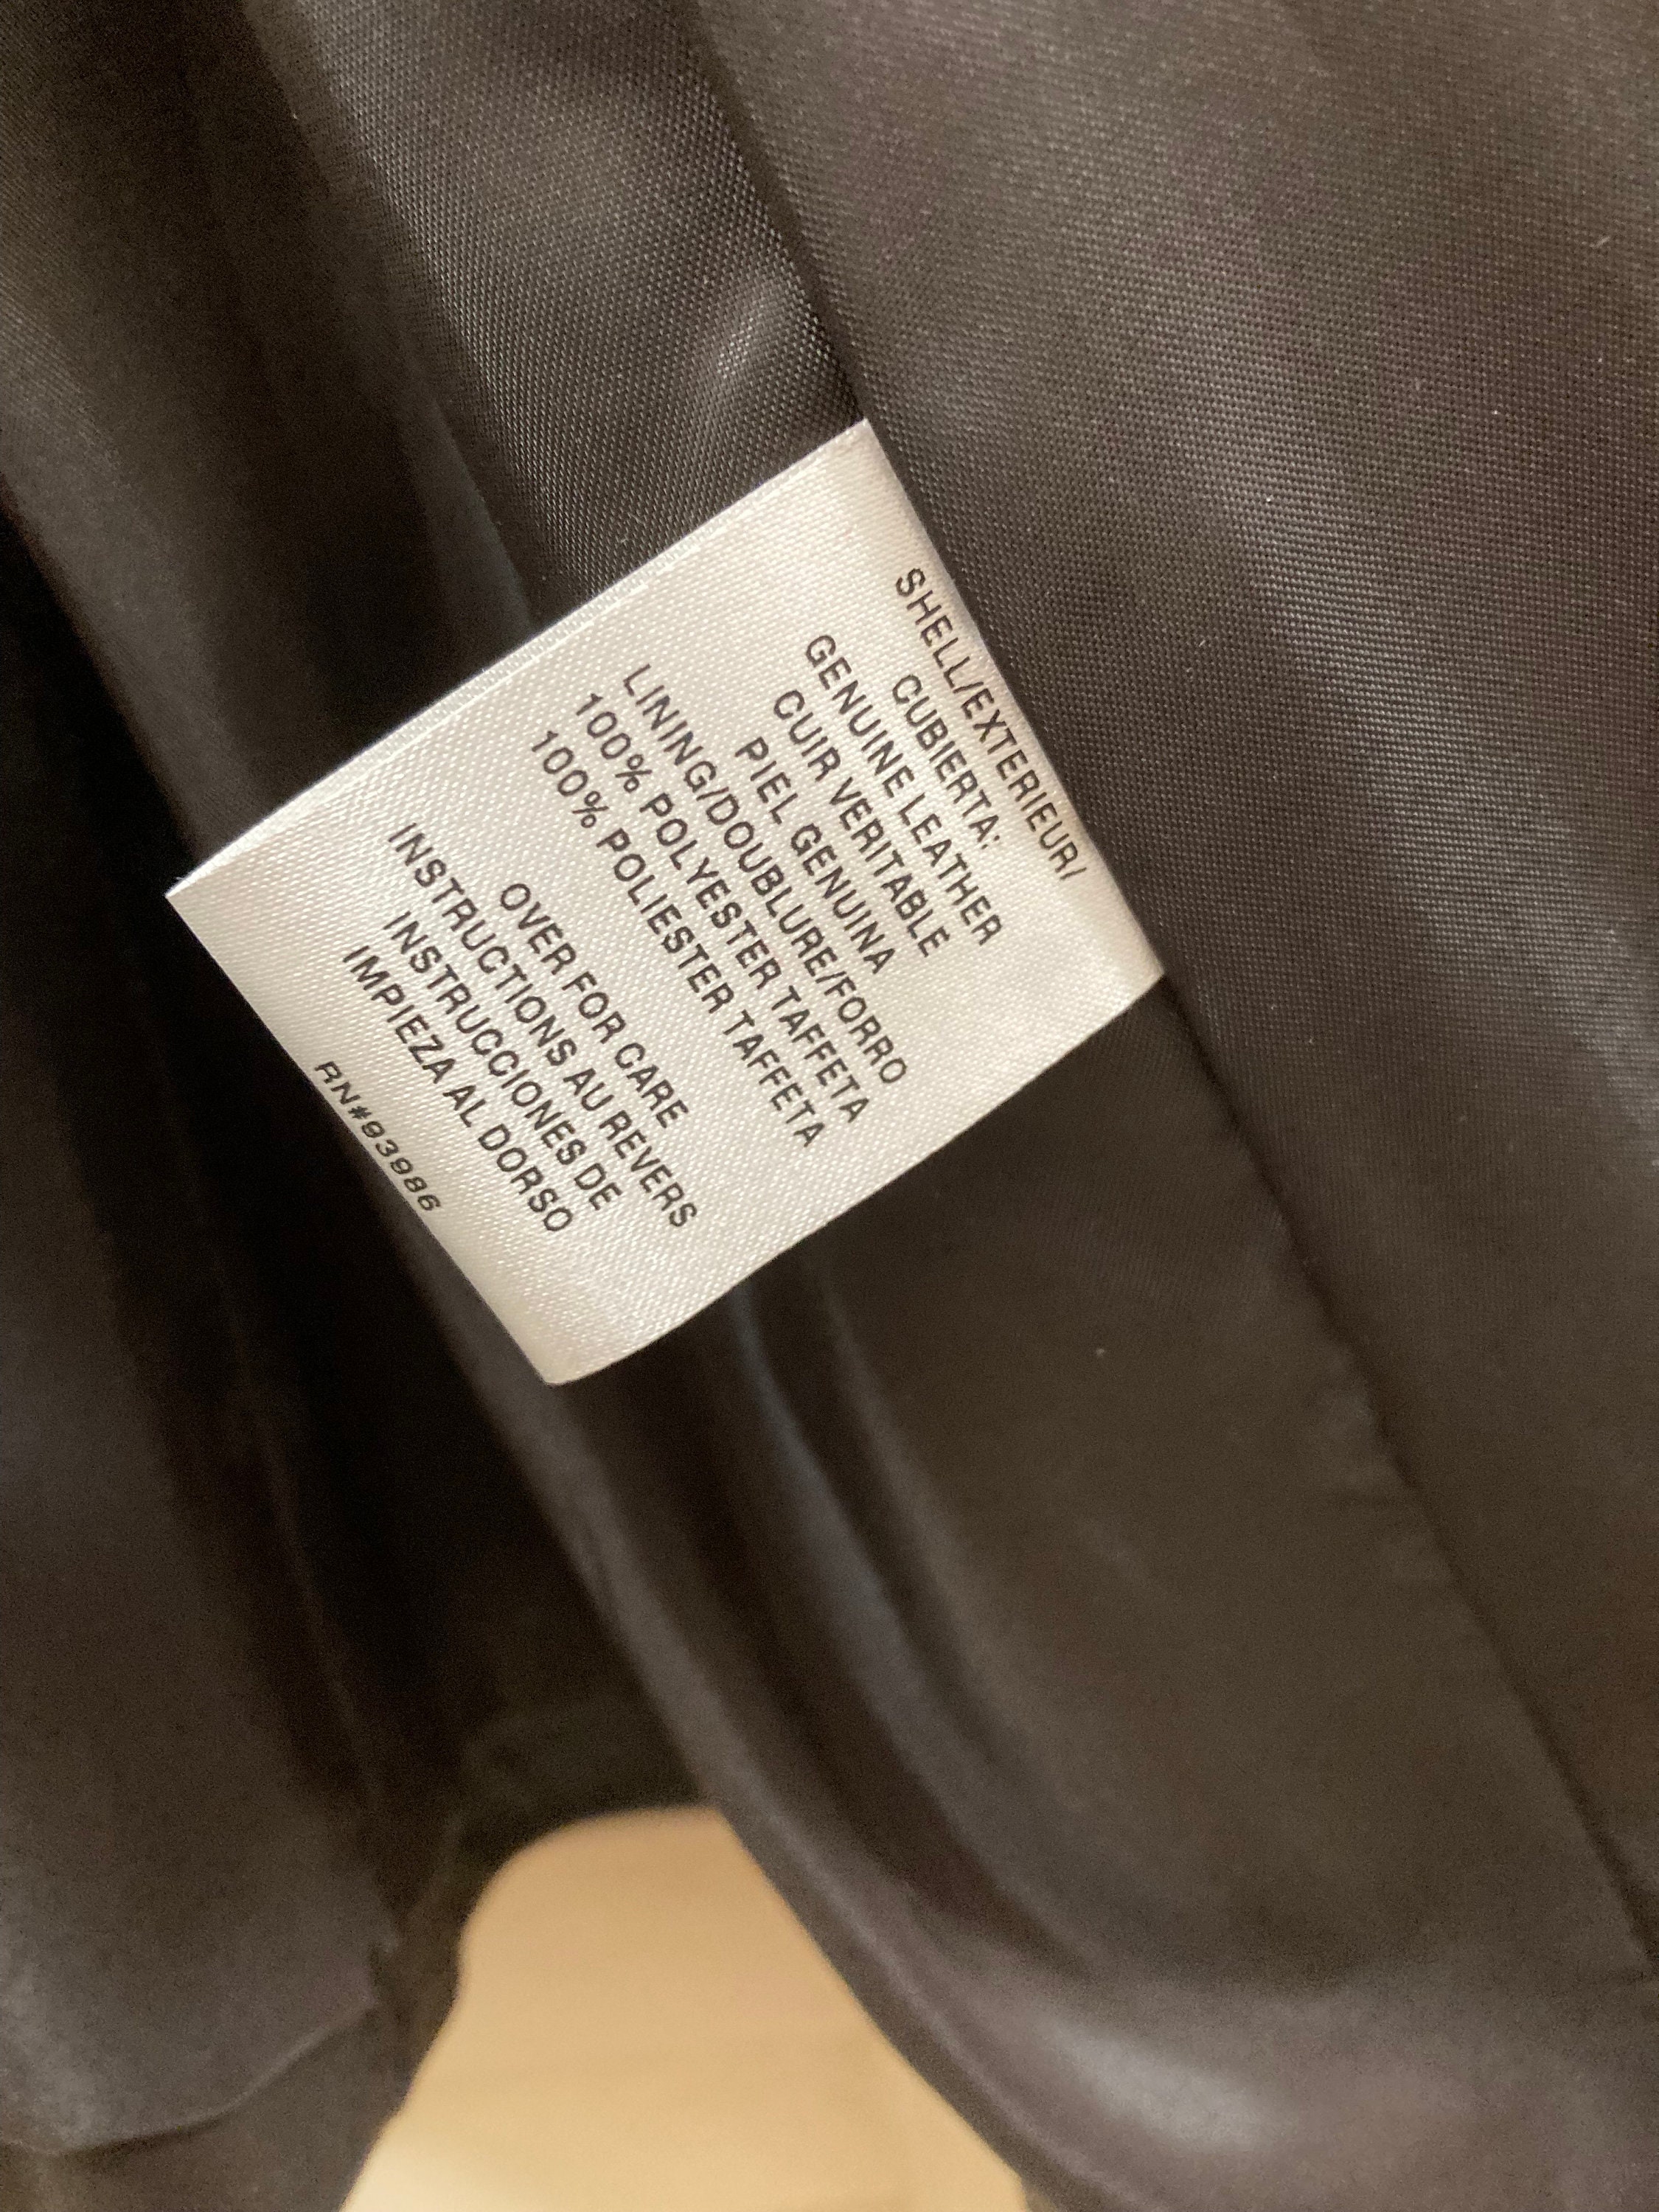 SHELL/EXTERIEUR/
CUBIERTA:
GENUINE LEATHER
CUIR VERITABLE
PIEL GENUINA
LINING/DOUBLURE/FORRO
100% POLYESTER TAFFETA
100% POLIESTER TAFFETA
OVER FOR CARE
INSTRUCTIONS AU REVERS
INSTRUCCIONES DE
IMPIEZA AL DORSO
RN#93986